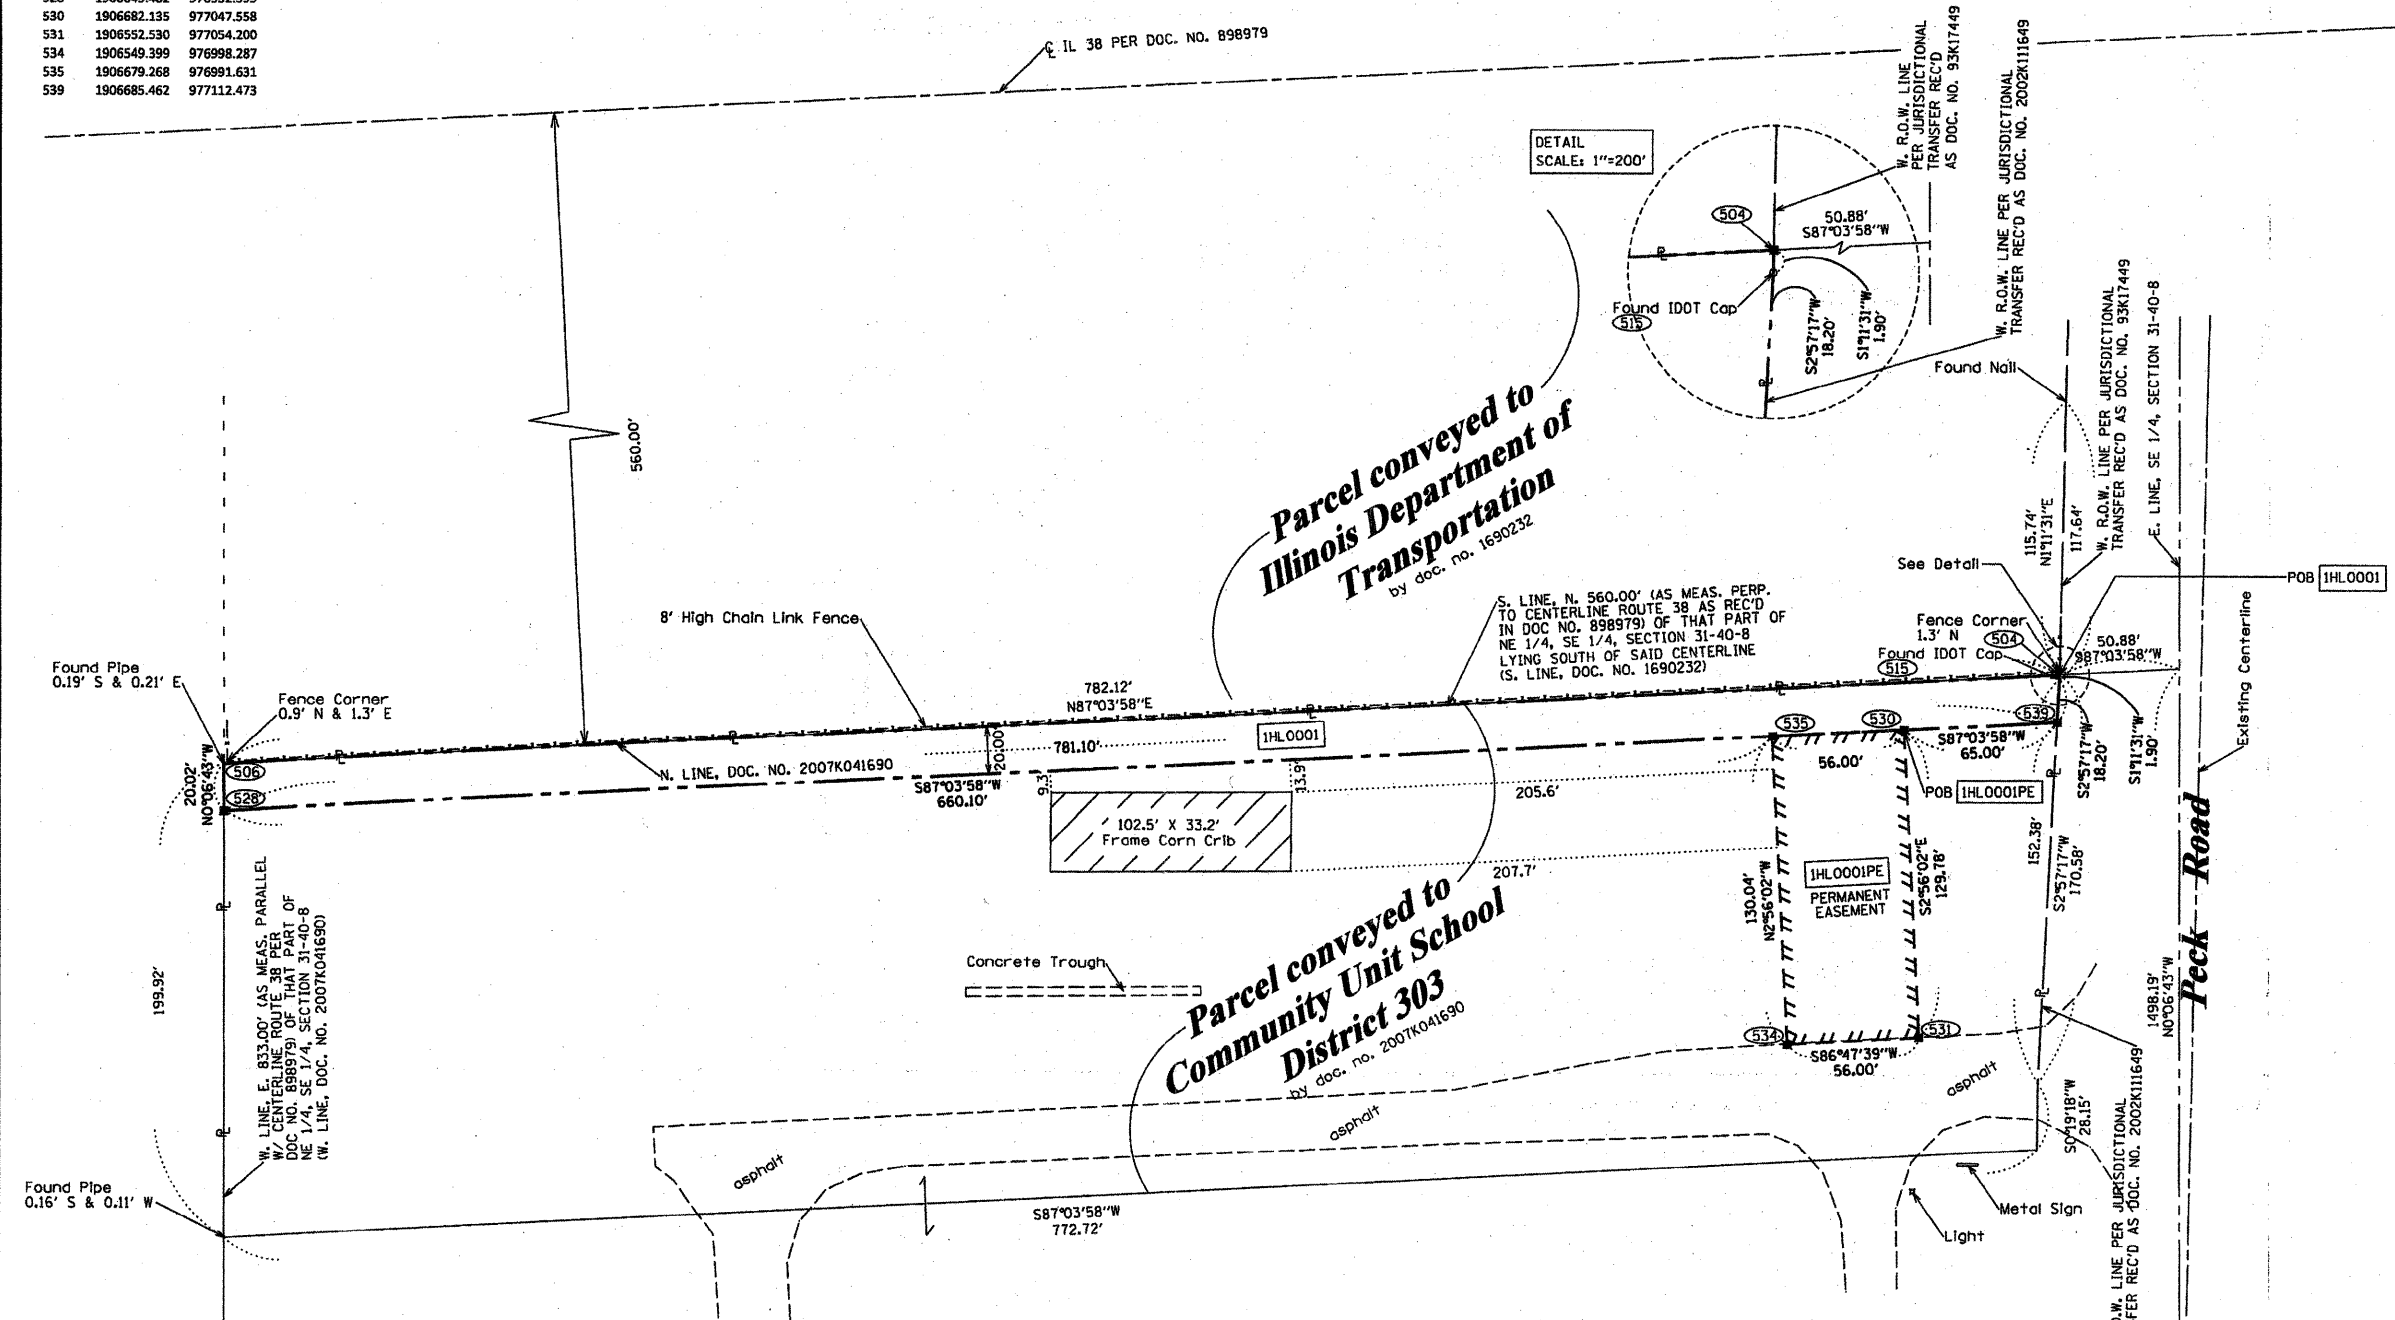 530 1906682.135 977047.558
531 1906552.530 977054.200
534 1906549.399 976998.287
535 1906679.268 976991.631
539 1906685.462 977112.473
℄ IL 38 PER DOC. NO. 898979
W. R.O.W. LINE
PER JURISDICTIONAL
TRANSFER REC'D
AS DOC. NO. 93K17449
W. R.O.W. LINE PER JURISDICTIONAL
TRANSFER REC'D AS DOC. NO. 2002K111649
DETAIL
SCALE: 1"=200'
504
50.88'
S87°03'58"W
Found IDOT Cap
515
S2°57'17"W
18.20'
S1°11'31"W
1.90'
Found Nail
W. R.O.W. LINE PER JURISDICTIONAL
TRANSFER REC'D AS DOC. NO. 93K17449
E. LINE, SE 1/4, SECTION 31-40-8
560.00'
Parcel conveyed to
Illinois Department of
Transportation
by doc. no. 1690232
115.74'
N1°11'31"E
117.64'
See Detail
POB 1HL0001
8' High Chain Link Fence
S. LINE, N. 560.00' (AS MEAS. PERP.
TO CENTERLINE ROUTE 38 AS REC'D
IN DOC NO. 898979) OF THAT PART OF
NE 1/4, SE 1/4, SECTION 31-40-8
LYING SOUTH OF SAID CENTERLINE
(S. LINE, DOC. NO. 1690232)
Fence Corner
1.3' N
504
Found IDOT Cap
515
50.88'
S87°03'58"W
Existing Centerline
Found Pipe
0.19' S & 0.21' E
Fence Corner
0.9' N & 1.3' E
782.12'
N87°03'58"E
1HL0001
781.10'
20.00'
535
530
539
S87°03'58"W
65.00'
56.00'
20.02'
N0°06'43"W
506
528
N. LINE, DOC. NO. 2007K041690
S87°03'58"W
660.10'
9.3'
13.9'
205.6'
102.5' X 33.2'
Frame Corn Crib
207.7'
POB 1HL0001PE
S2°57'17"W
18.20'
S1°11'31"W
1.90'
1HL0001PE
PERMANENT
EASEMENT
130.04'
N2°56'02"W
S2°56'02"E
129.78'
152.38'
S2°57'17"W
170.58'
Peck Road
1498.19'
N0°06'43"W
199.92'
W. LINE, E. 833.00' (AS MEAS. PARALLEL
W/ CENTERLINE ROUTE 38 PER
DOC NO. 898979) OF THAT PART OF
NE 1/4, SE 1/4, SECTION 31-40-8
(W. LINE, DOC. NO. 2007K041690)
Concrete Trough
Parcel conveyed to
Community Unit School
District 303
by doc. no. 2007K041690
534
531
S86°47'39"W
56.00'
asphalt
asphalt
asphalt
S0°19'18"W
28.15'
Found Pipe
0.16' S & 0.11' W
S87°03'58"W
772.72'
Metal Sign
Light
.W. LINE PER JURISDICTIONAL
FER REC'D AS DOC. NO. 2002K111649